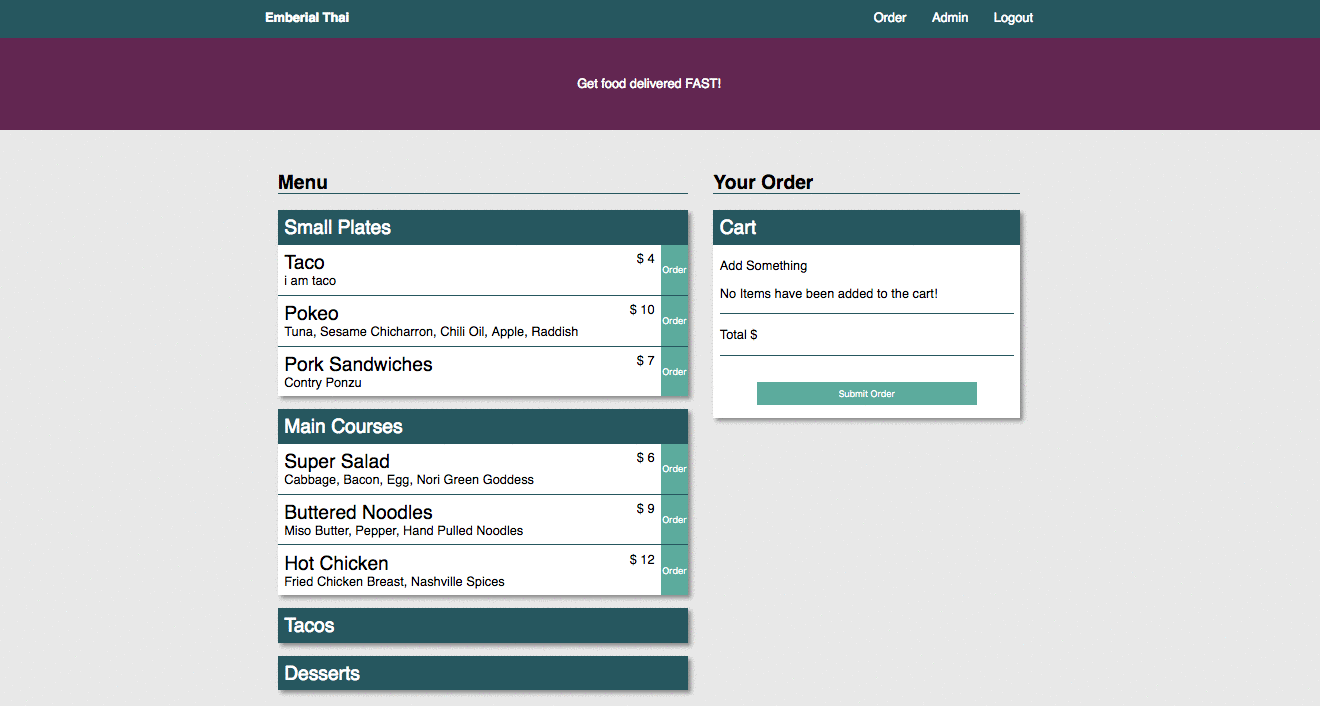 Emberial Thai
Order Admin Logout
Get food delivered FAST!
Menu
Small Plates
Taco $ 4
i am taco
Order
Pokeo $ 10
Tuna, Sesame Chicharron, Chili Oil, Apple, Raddish
Order
Pork Sandwiches $ 7
Contry Ponzu
Order
Main Courses
Super Salad $ 6
Cabbage, Bacon, Egg, Nori Green Goddess
Order
Buttered Noodles $ 9
Miso Butter, Pepper, Hand Pulled Noodles
Order
Hot Chicken $ 12
Fried Chicken Breast, Nashville Spices
Order
Tacos
Desserts
Your Order
Cart
Add Something
No Items have been added to the cart!
Total $
Submit Order